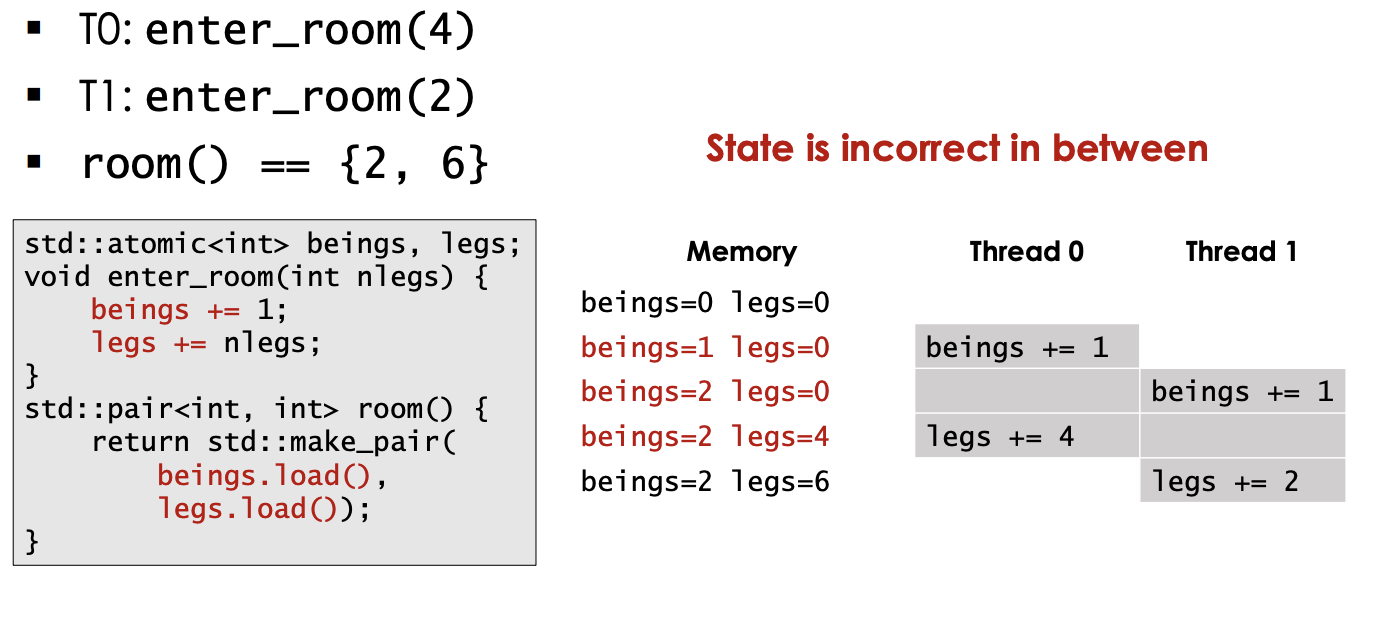 ▪ T0: enter_room(4)
▪ T1: enter_room(2)
▪ room() == {2, 6}
State is incorrect in between
std::atomic<int> beings, legs;
void enter_room(int nlegs) {
    beings += 1;
    legs += nlegs;
}
std::pair<int, int> room() {
    return std::make_pair(
        beings.load(),
        legs.load());
}
Memory Thread 0 Thread 1
beings=0 legs=0
beings=1 legs=0 beings += 1
beings=2 legs=0 beings += 1
beings=2 legs=4 legs += 4
beings=2 legs=6 legs += 2